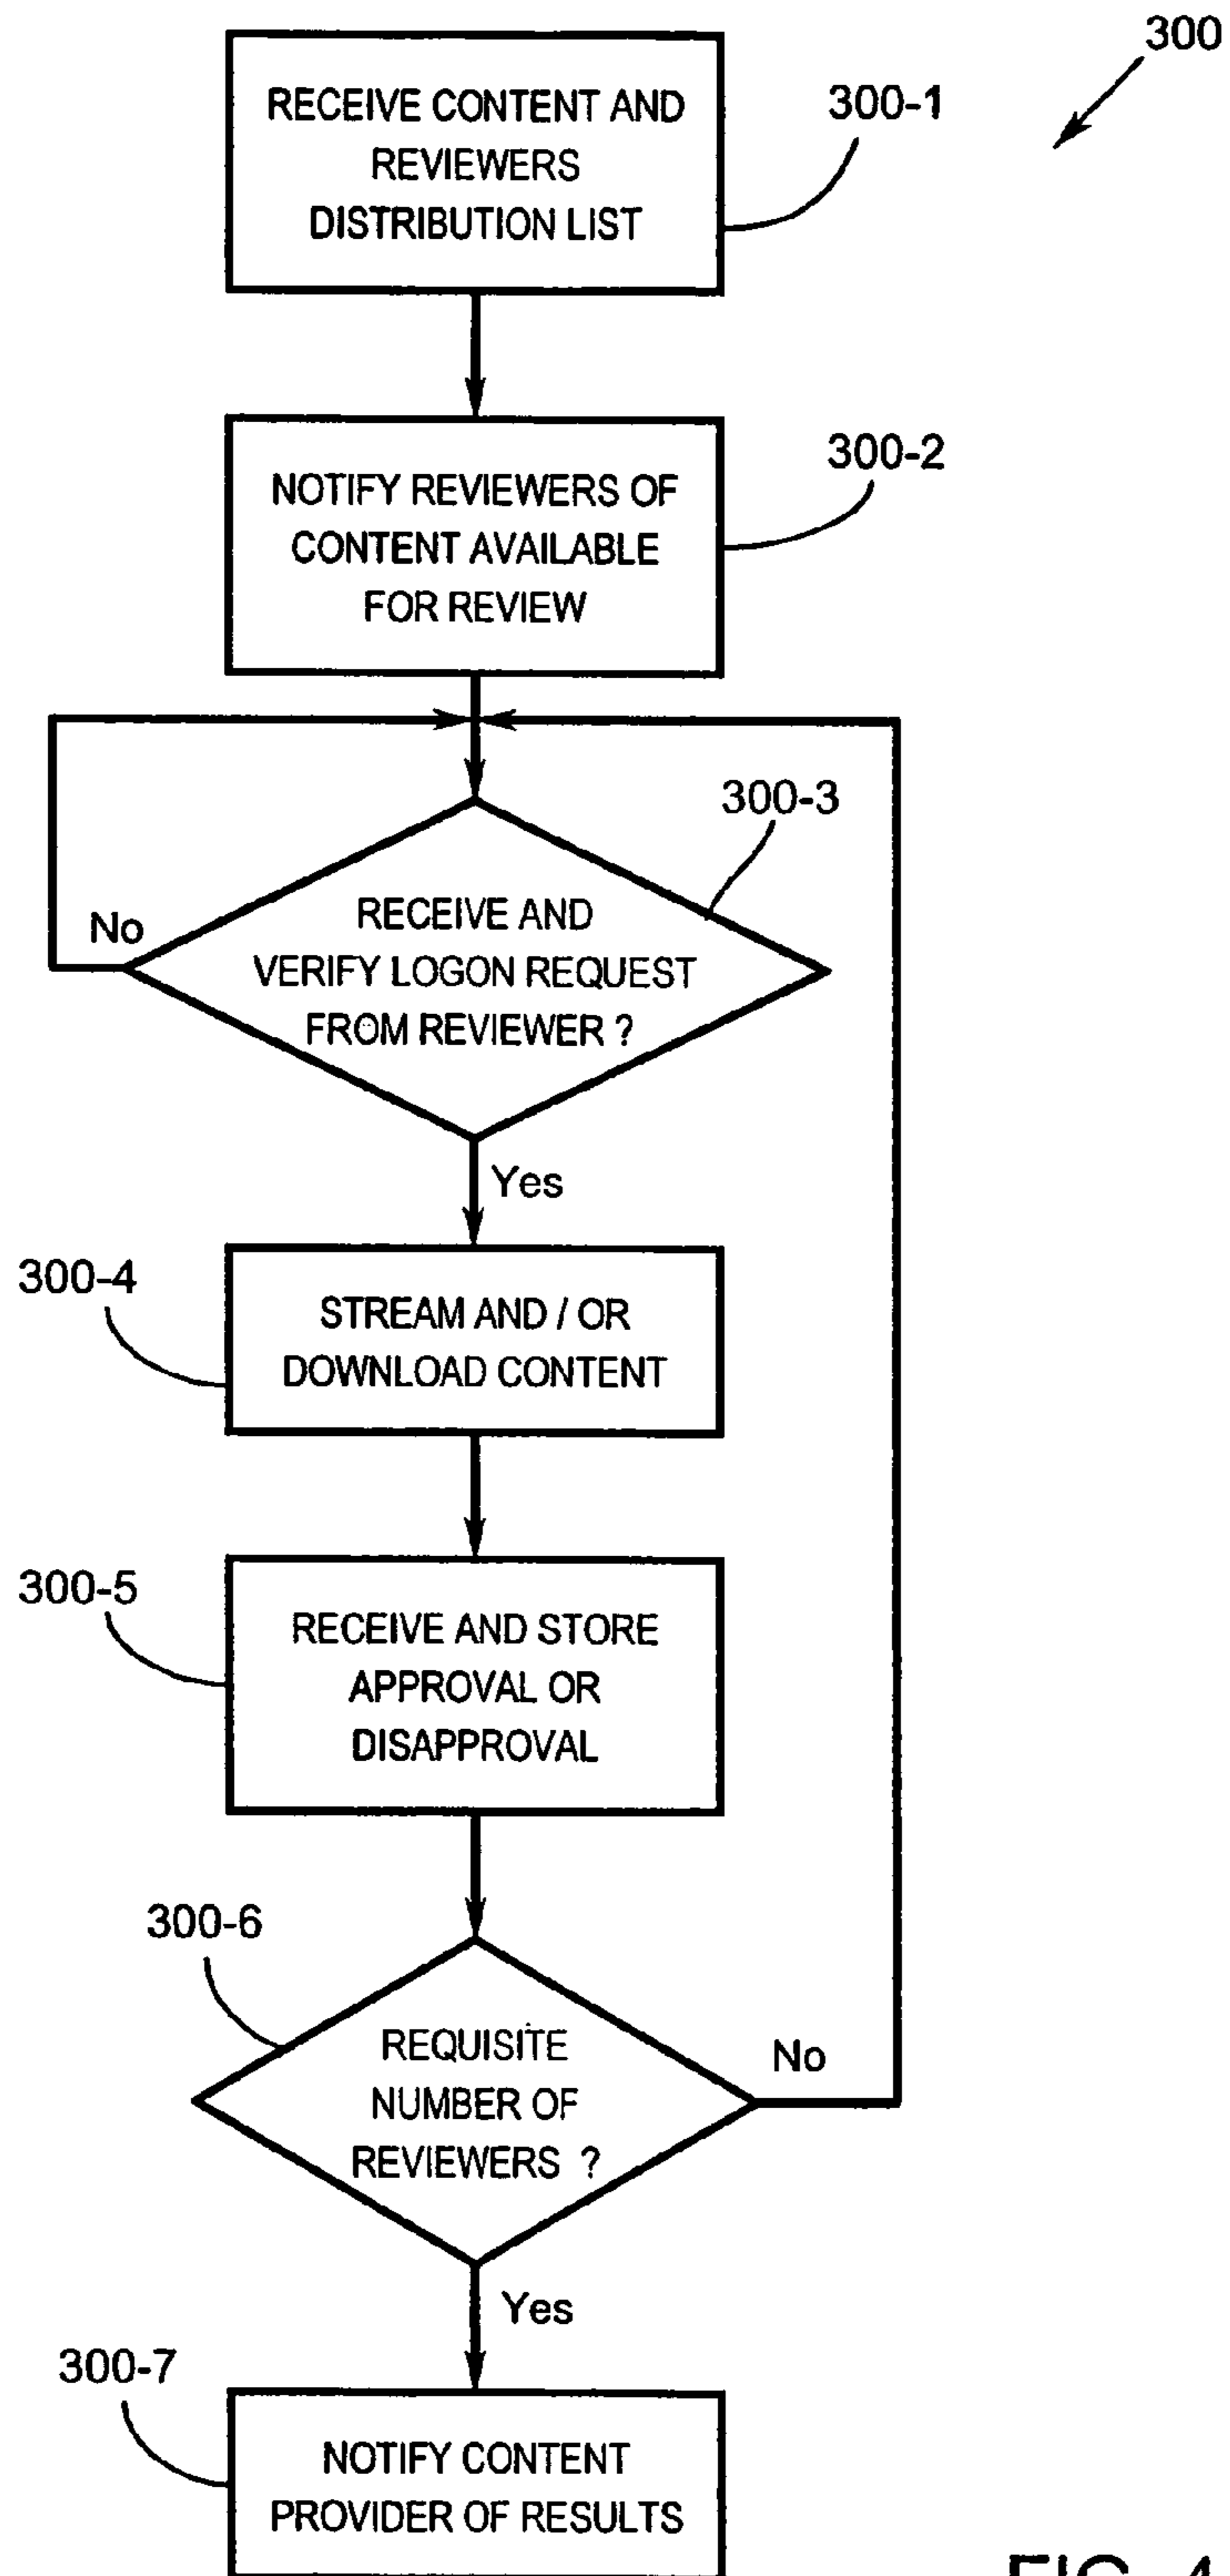 300
RECEIVE CONTENT AND
REVIEWERS
DISTRIBUTION LIST
300-1
NOTIFY REVIEWERS OF
CONTENT AVAILABLE
FOR REVIEW
300-2
300-3
RECEIVE AND
VERIFY LOGON REQUEST
FROM REVIEWER ?
No
Yes
300-4
STREAM AND / OR
DOWNLOAD CONTENT
300-5
RECEIVE AND STORE
APPROVAL OR
DISAPPROVAL
300-6
REQUISITE
NUMBER OF
REVIEWERS ?
No
Yes
300-7
NOTIFY CONTENT
PROVIDER OF RESULTS
FIG. 4